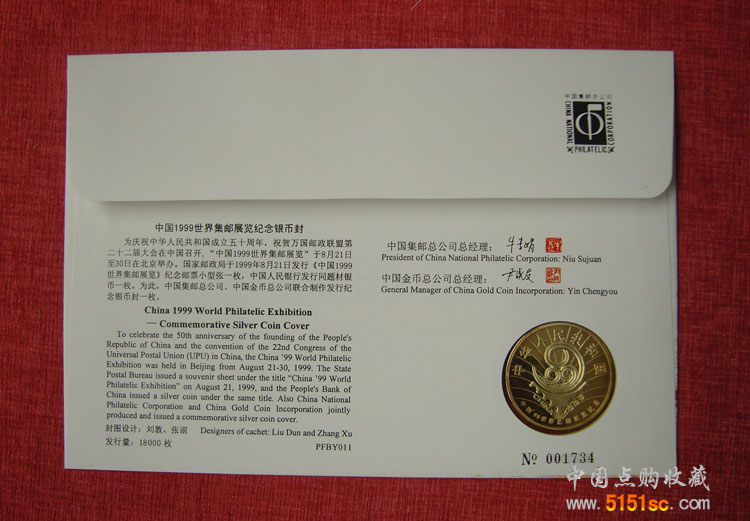 中国集邮总公司
CHINA NATIONAL
PHILATELIC
CORPORATION
中国1999世界集邮展览纪念银币封
为庆祝中华人民共和国成立五十周年，祝贺万国邮政联盟第
二十二届大会在中国召开，“中国1999世界集邮展览”于8月21日
至30日在北京举办。国家邮政局于1999年8月21日发行《中国1999
世界集邮展览》纪念邮票小型张一枚，中国人民银行发行同题材银
币一枚。为此，中国集邮总公司、中国金币总公司联合制作发行纪
念银币封一枚。
China 1999 World Philatelic Exhibition
— Commemorative Silver Coin Cover
To celebrate the 50th anniversary of the founding of the People's
Republic of China and the convention of the 22nd Congress of the
Universal Postal Union (UPU) in China, the China '99 World Philatelic
Exhibition was held in Beijing from August 21-30, 1999. The State
Postal Bureau issued a souvenir sheet under the title “China '99 World
Philatelic Exhibition” on August 21, 1999, and the People's Bank of
China issued a silver coin under the same title. Also China National
Philatelic Corporation and China Gold Coin Incorporation jointly
produced and issued a commemorative silver coin cover.
封图设计：刘敦、张诩 Designers of cachet: Liu Dun and Zhang Xu
发行量：18000 枚 PFBY011
中国集邮总公司总经理：
President of China National Philatelic Corporation: Niu Sujuan
中国金币总公司总经理：
General Manager of China Gold Coin Incorporation: Yin Chengyou
中华人民共和国
№ 001734
中国点购收藏
www.5151sc.com